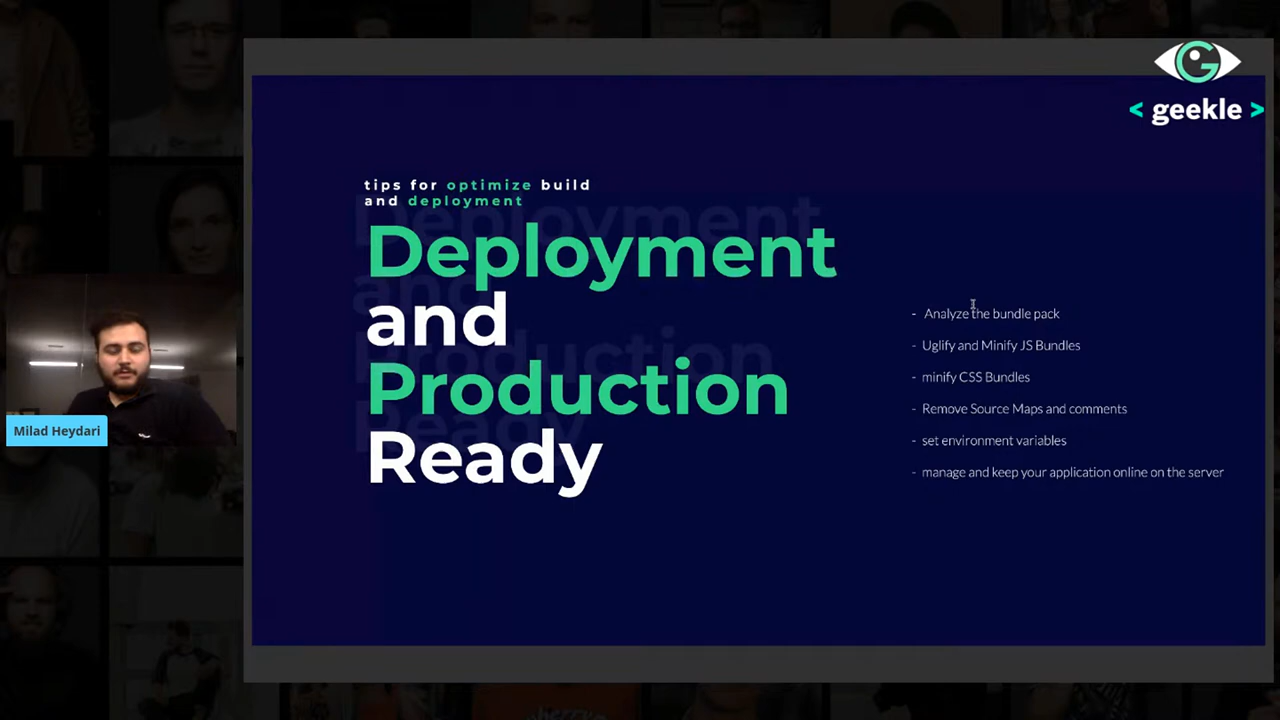 < geekle >
tips for optimize build
and deployment
Deployment
and
Production
Ready
- Analyze the bundle pack
- Uglify and Minify JS Bundles
- minify CSS Bundles
- Remove Source Maps and comments
- set environment variables
- manage and keep your application online on the server
Milad Heydari